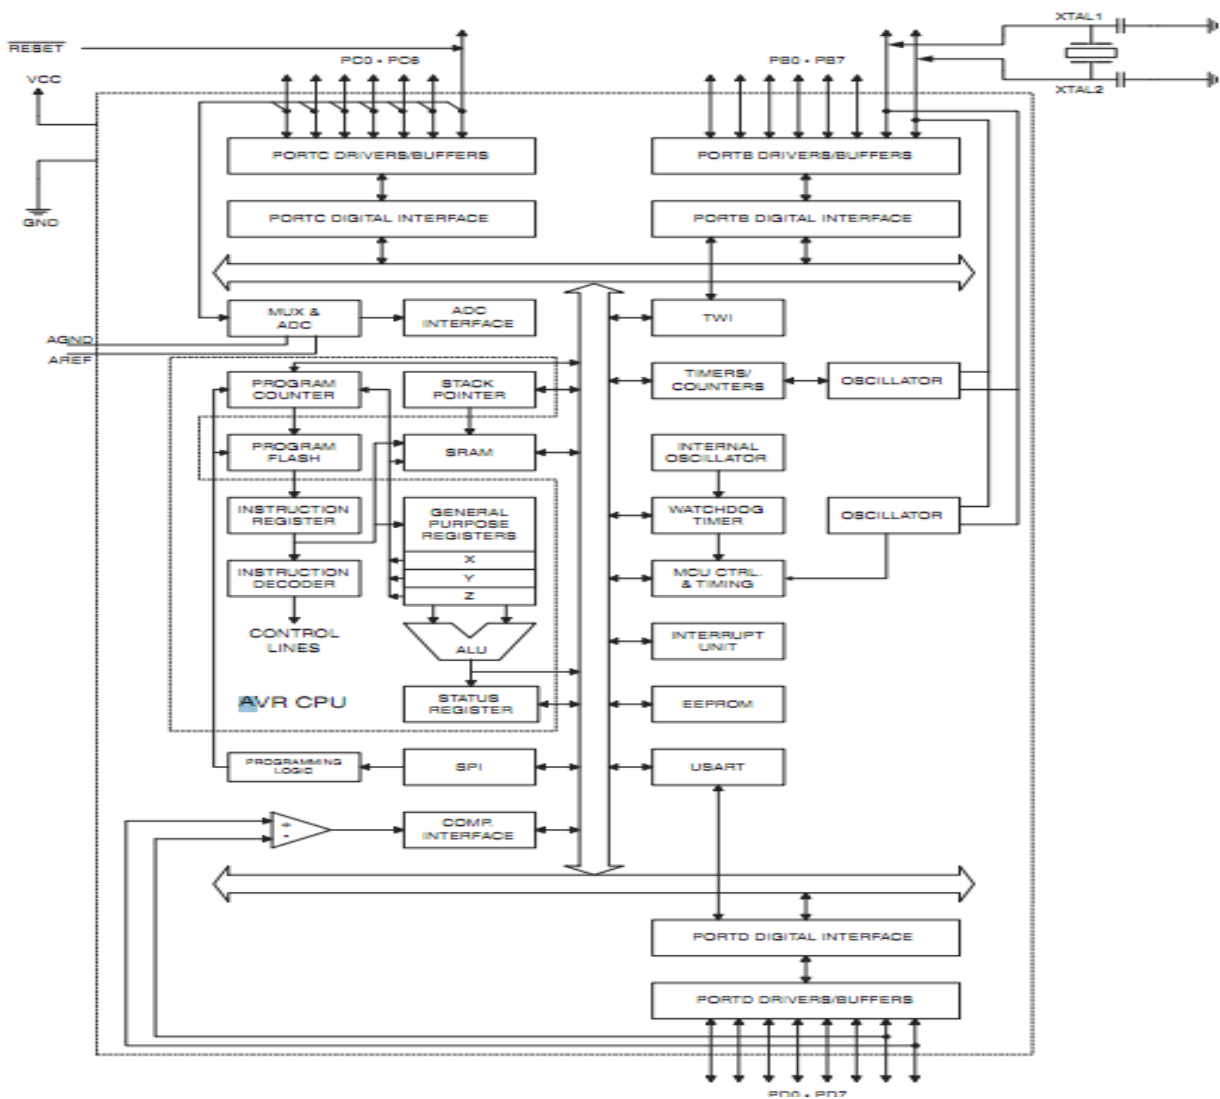 XTAL1
RESET
PC0 - PC6
PB0 - PB7
VCC
XTAL2
PORTC DRIVERS/BUFFERS
PORTB DRIVERS/BUFFERS
GND
PORTC DIGITAL INTERFACE
PORTB DIGITAL INTERFACE
MUX &
ADC
ADC
INTERFACE
TWI
AGND
AREF
PROGRAM
COUNTER
STACK
POINTER
TIMERS/
COUNTERS
OSCILLATOR
PROGRAM
FLASH
SRAM
INTERNAL
OSCILLATOR
INSTRUCTION
REGISTER
GENERAL
PURPOSE
REGISTERS
WATCHDOG
TIMER
OSCILLATOR
X
Y
Z
INSTRUCTION
DECODER
MCU CTRL.
& TIMING
CONTROL
LINES
ALU
INTERRUPT
UNIT
AVR CPU
STATUS
REGISTER
EEPROM
PROGRAMMING
LOGIC
SPI
USART
+
-
COMP.
INTERFACE
PORTD DIGITAL INTERFACE
PORTD DRIVERS/BUFFERS
PD0 - PD7